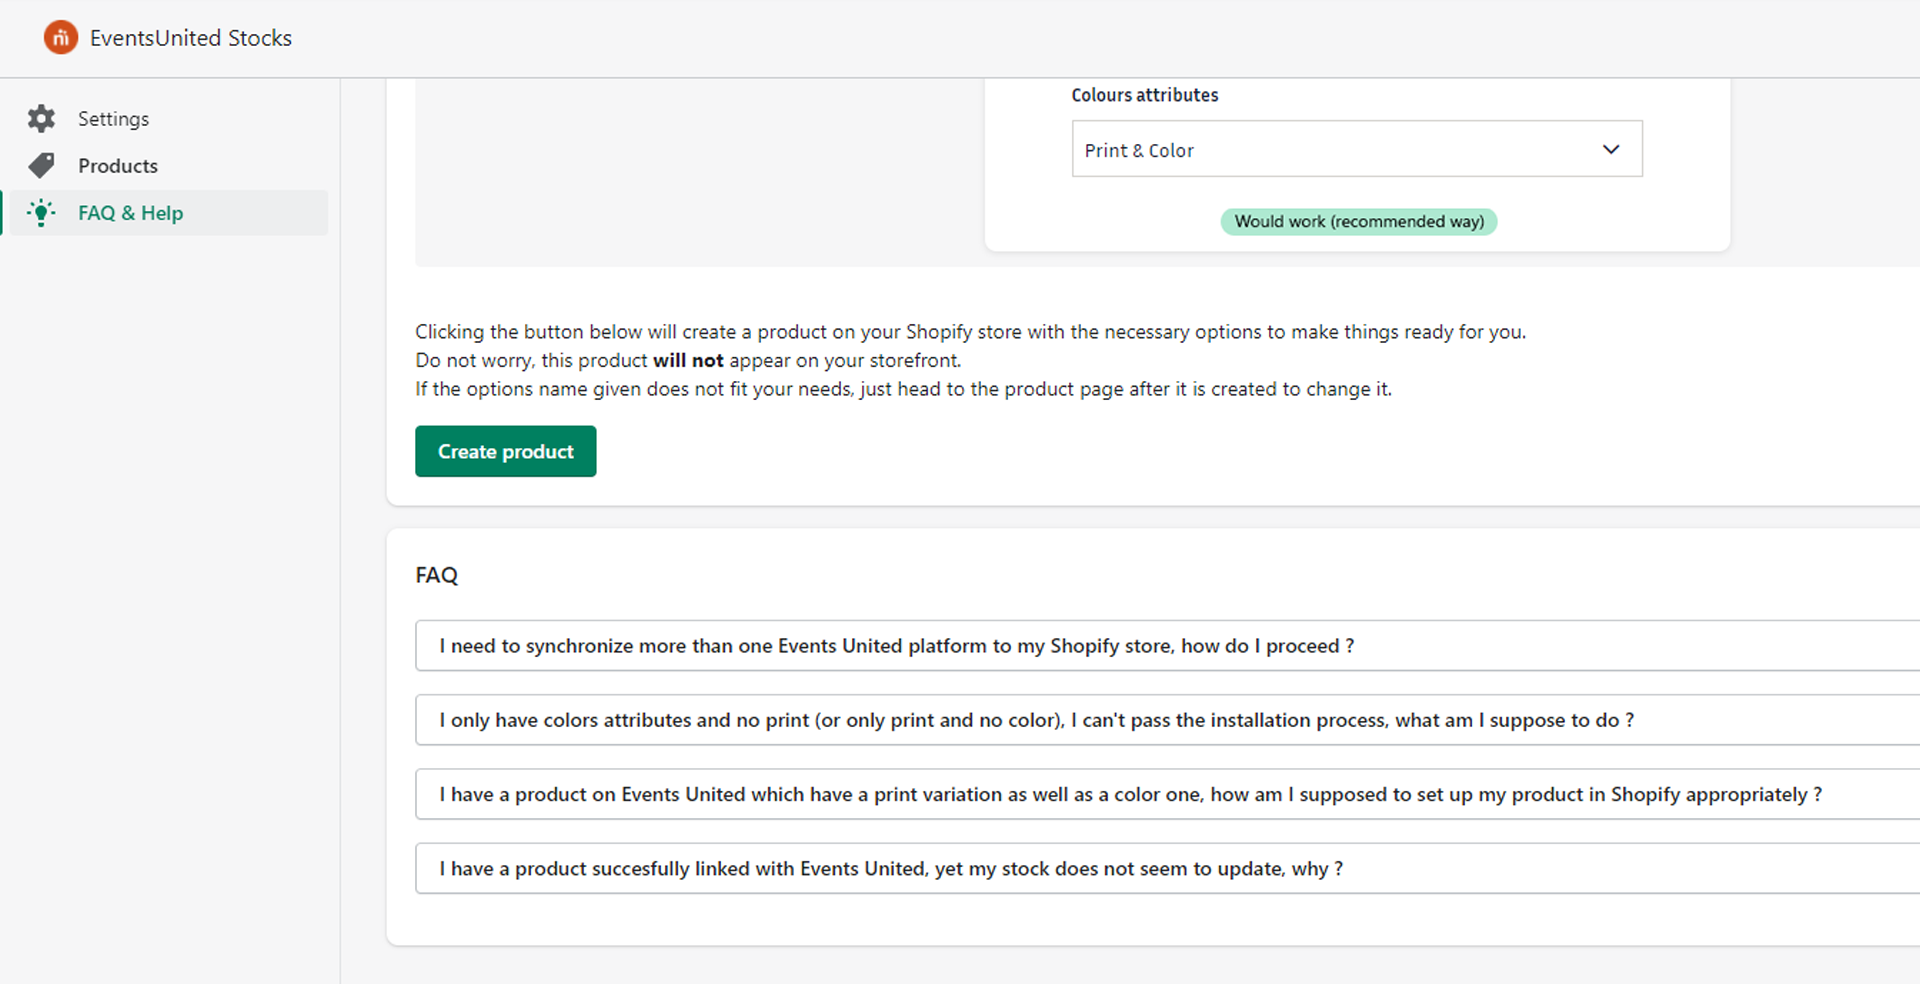 EventsUnited Stocks
Settings
Products
FAQ & Help
Colours attributes
Print & Color
Would work (recommended way)
Clicking the button below will create a product on your Shopify store with the necessary options to make things ready for you.
Do not worry, this product will not appear on your storefront.
If the options name given does not fit your needs, just head to the product page after it is created to change it.
Create product
FAQ
I need to synchronize more than one Events United platform to my Shopify store, how do I proceed ?
I only have colors attributes and no print (or only print and no color), I can't pass the installation process, what am I suppose to do ?
I have a product on Events United which have a print variation as well as a color one, how am I supposed to set up my product in Shopify appropriately ?
I have a product succesfully linked with Events United, yet my stock does not seem to update, why ?